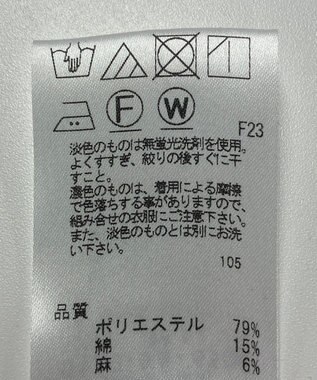 F W
F23
淡色のものは無蛍光洗剤を使用。
よくすすぎ、絞りの後すぐに干
すこと。
濃色のものは、着用による摩擦
で色落ちする事がありますので、
組み合せの衣服にご注意下さい。
また、淡色のものとは別にお洗
い下さい。
105
品質
ポリエステル 79%
綿 15%
麻 6%